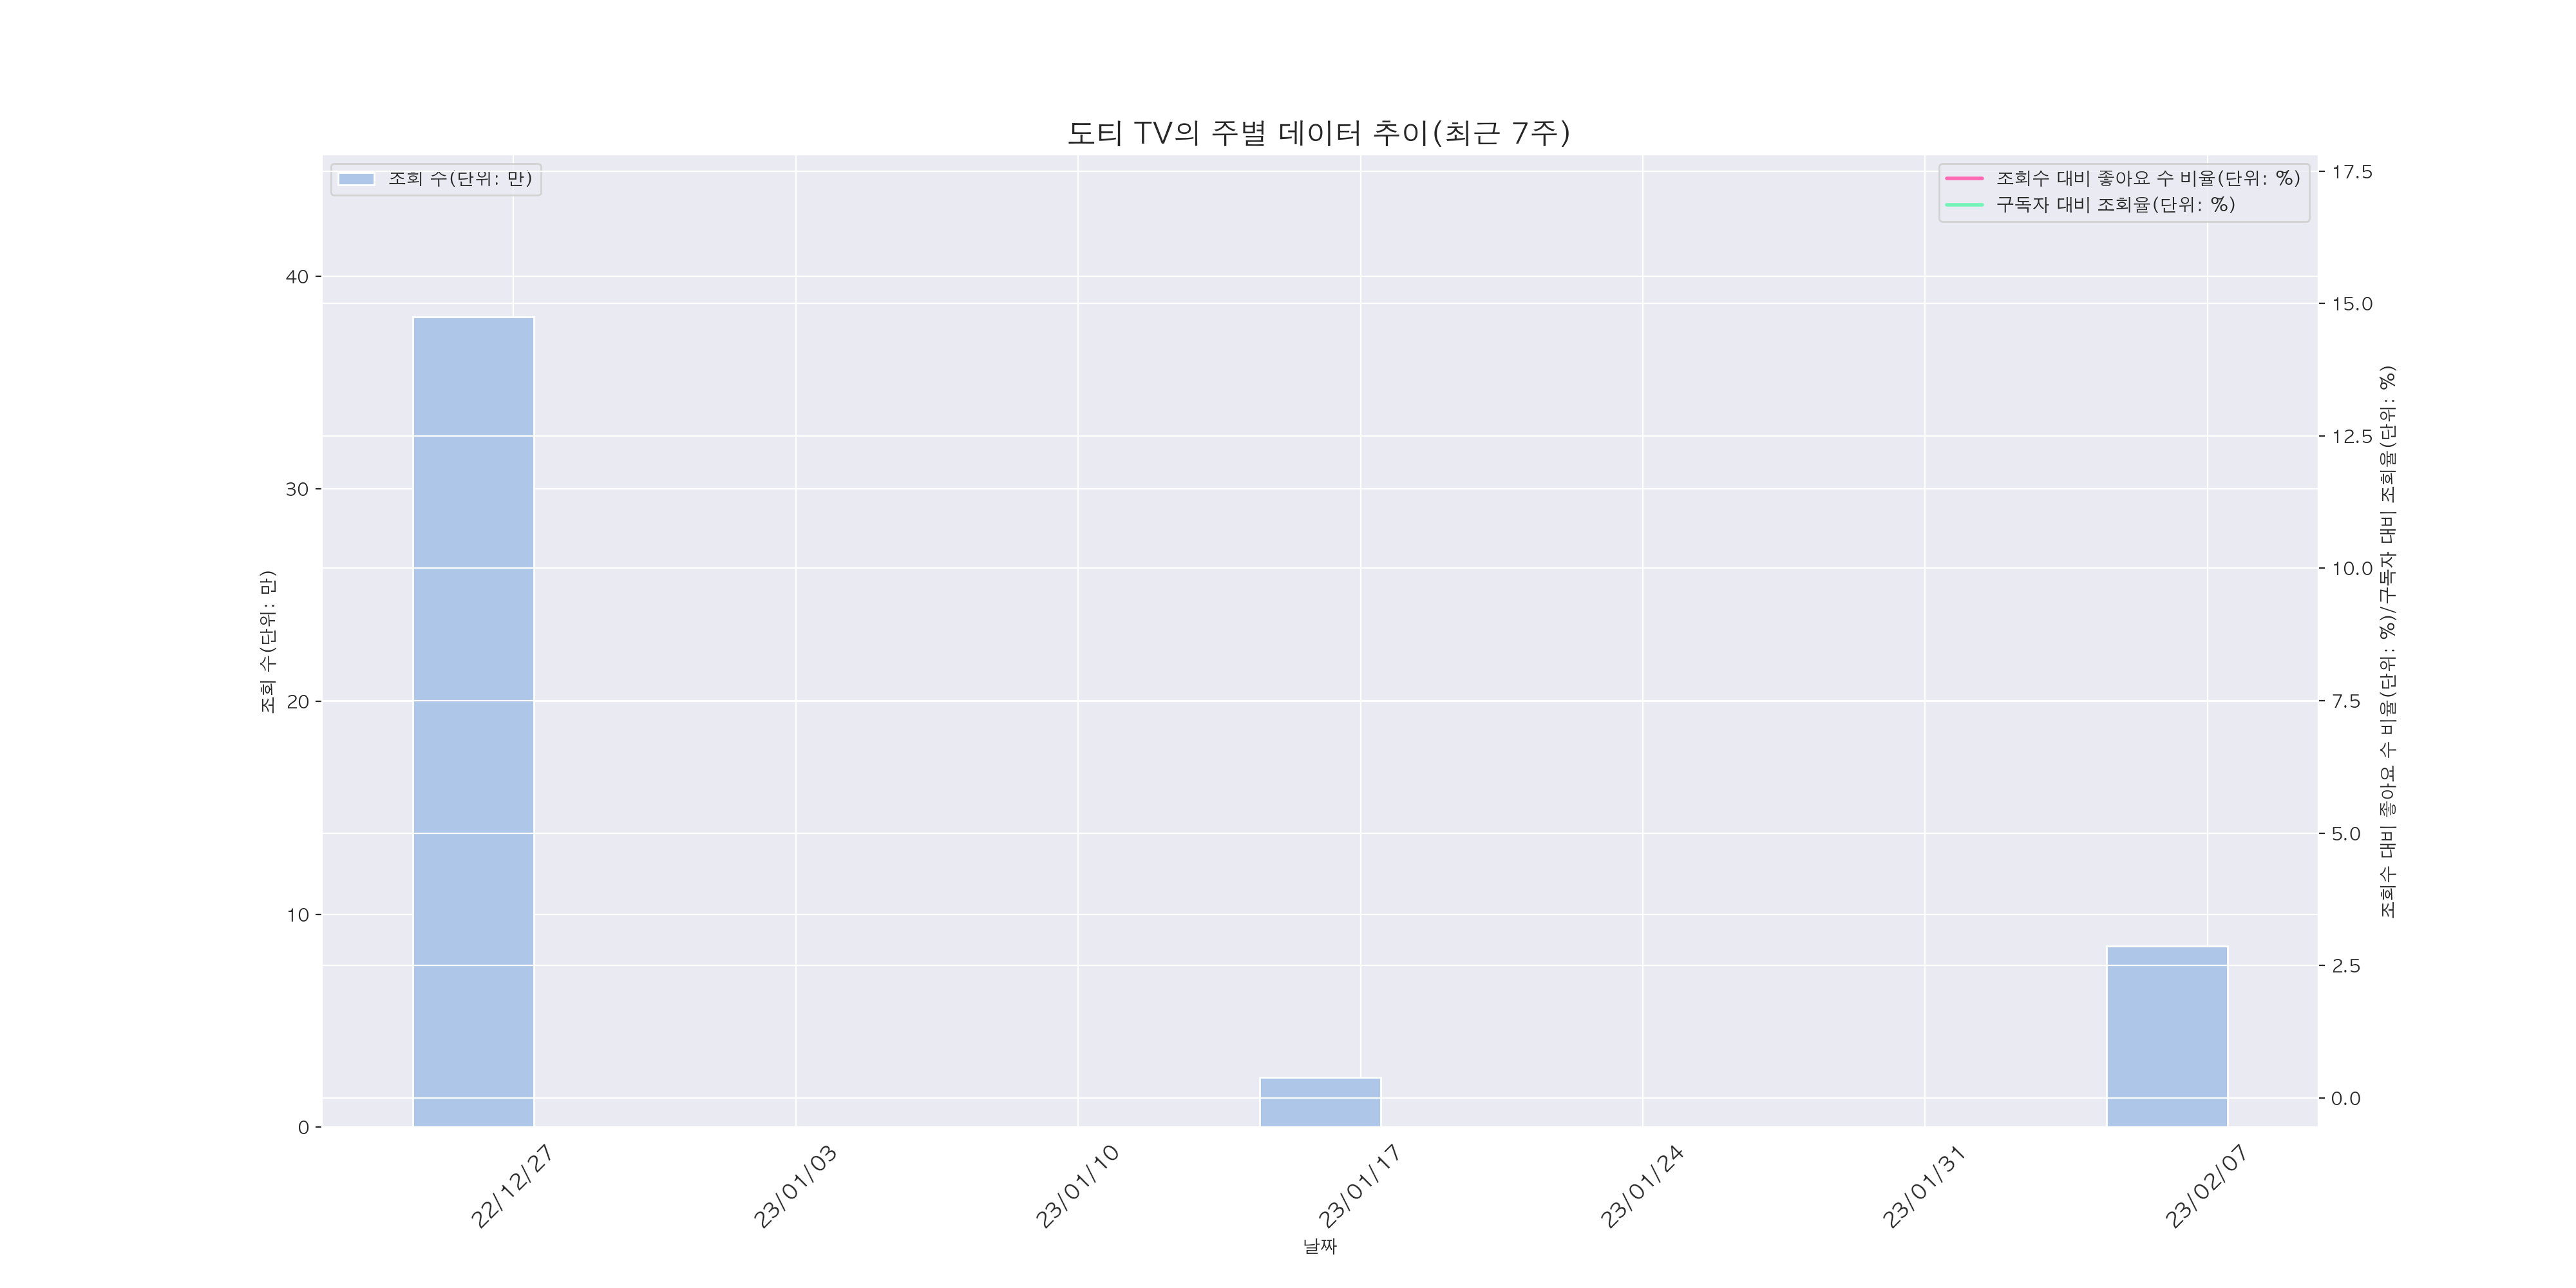 도티 TV의 주별 데이터 추이(최근 7주)
조회 수(단위: 만)
조회수 대비 좋아요 수 비율(단위: %)
구독자 대비 조회율(단위: %)
40
30
20
10
0
조회 수(단위: 만)
17.5
15.0
12.5
10.0
7.5
5.0
2.5
0.0
조회수 대비 좋아요 수 비율(단위: %)/구독자 대비 조회율(단위: %)
22/12/27
23/01/03
23/01/10
23/01/17
23/01/24
23/01/31
23/02/07
날짜